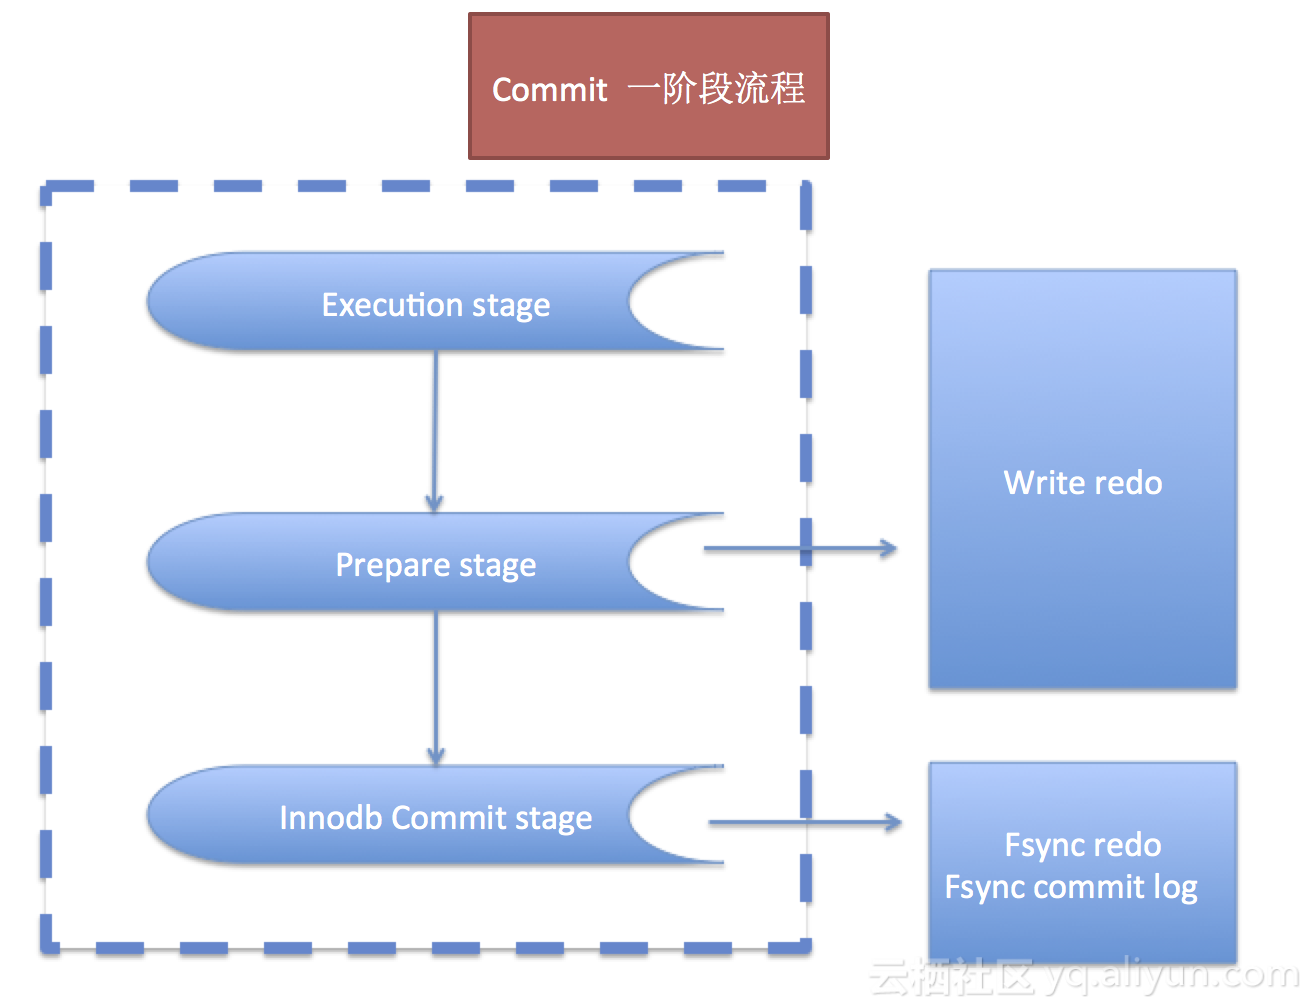 Commit 一阶段流程
Execution stage
Prepare stage
Write redo
Innodb Commit stage
Fsync redo
Fsync commit log
云栖社区 yq.aliyun.com